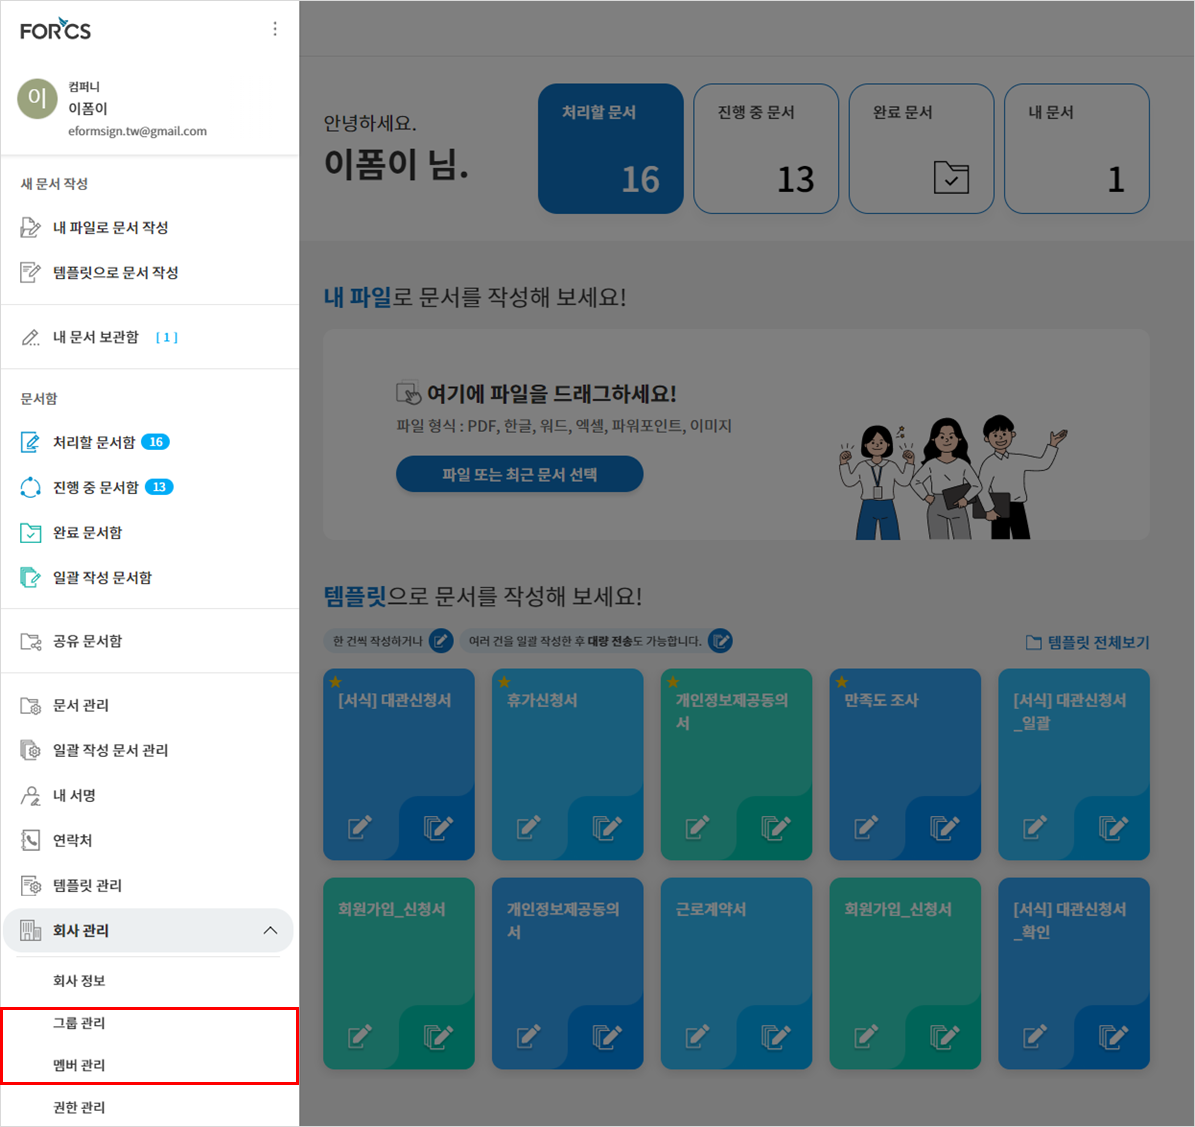 FORCS
이
컴퍼니
이폼이
eformsign.tw@gmail.com
새 문서 작성
내 파일로 문서 작성
템플릿으로 문서 작성
내 문서 보관함 [ 1 ]
문서함
처리할 문서함 16
진행 중 문서함 13
완료 문서함
일괄 작성 문서함
공유 문서함
문서 관리
일괄 작성 문서 관리
내 서명
연락처
템플릿 관리
회사 관리
회사 정보
그룹 관리
멤버 관리
권한 관리
안녕하세요.
이폼이 님.
처리할 문서
16
진행 중 문서
13
완료 문서
내 문서
1
내 파일로 문서를 작성해 보세요!
여기에 파일을 드래그하세요!
파일 형식 : PDF, 한글, 워드, 엑셀, 파워포인트, 이미지
파일 또는 최근 문서 선택
템플릿으로 문서를 작성해 보세요!
한 건씩 작성하거나
여러 건을 일괄 작성한 후 대량 전송도 가능합니다.
템플릿 전체보기
[서식] 대관신청서
휴가신청서
개인정보제공동의
서
만족도 조사
[서식] 대관신청서
_일괄
회원가입_신청서
개인정보제공동의
서
근로계약서
회원가입_신청서
[서식] 대관신청서
_확인